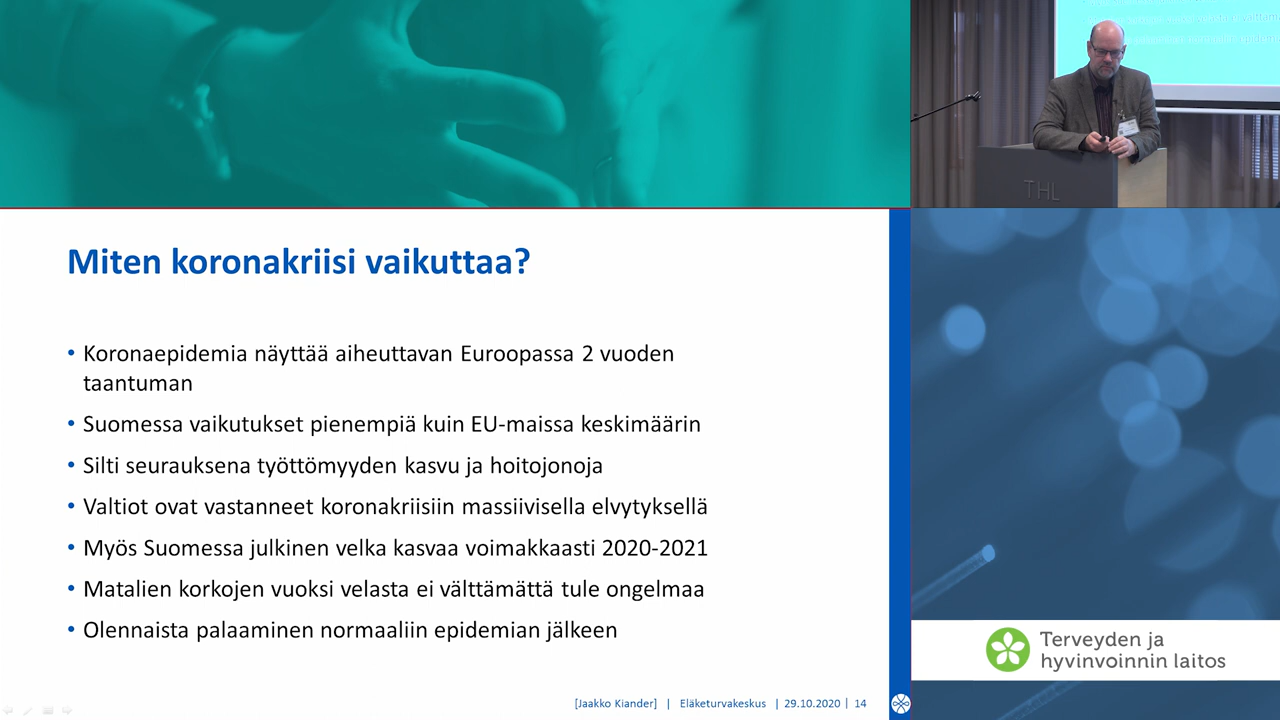 THL
Miten koronakriisi vaikuttaa?
• Koronaepidemia näyttää aiheuttavan Euroopassa 2 vuoden
taantuman
• Suomessa vaikutukset pienempiä kuin EU-maissa keskimäärin
• Silti seurauksena työttömyyden kasvu ja hoitojonoja
• Valtiot ovat vastanneet koronakriisiin massiivisella elvytyksellä
• Myös Suomessa julkinen velka kasvaa voimakkaasti 2020-2021
• Matalien korkojen vuoksi velasta ei välttämättä tule ongelmaa
• Olennaista palaaminen normaaliin epidemian jälkeen
[Jaakko Kiander] | Eläketurvakeskus | 29.10.2020 | 14
Terveyden ja
hyvinvoinnin laitos